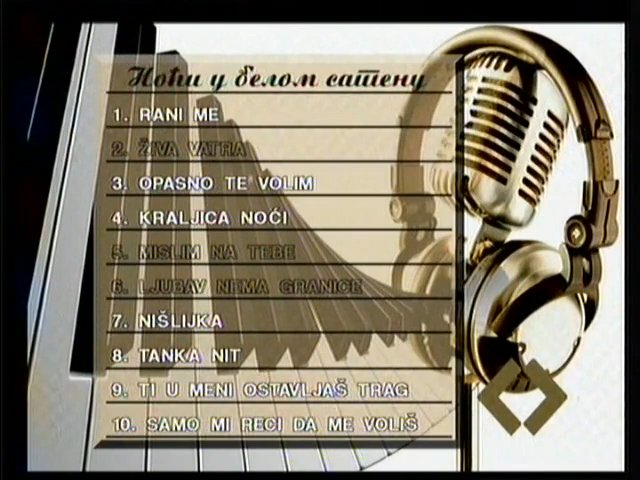 Ноћи у белом сатену
1. RANI ME
2. ŽIVA VATRA
3. OPASNO TE VOLIM
4. KRALJICA NOĆI
5. MISLIM NA TEBE
6. LJUBAV NEMA GRANICE
7. NIŠLIJKA
8. TANKA NIT
9. TI U MENI OSTAVLJAŠ TRAG
10. SAMO MI RECI DA ME VOLIŠ